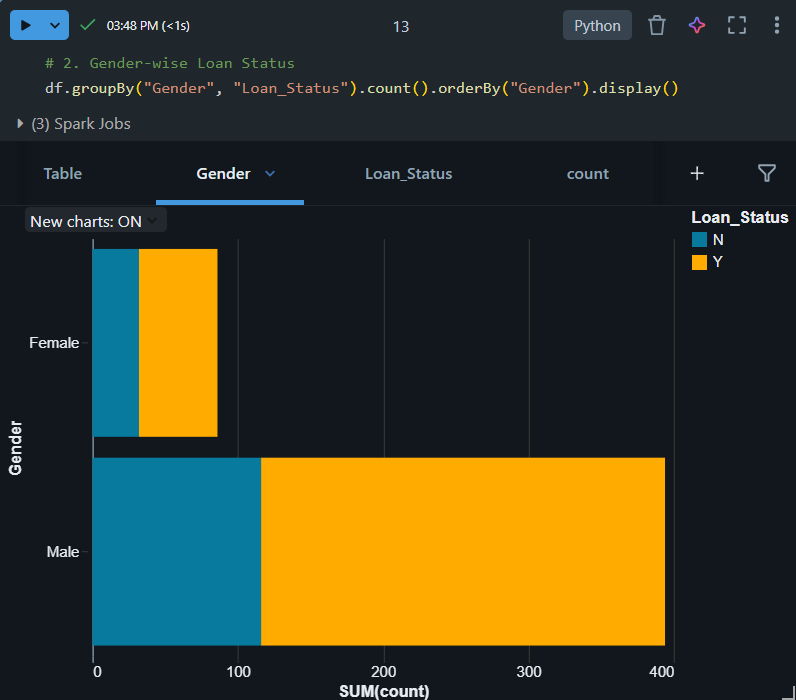 03:48 PM (<1s)
13
Python
# 2. Gender-wise Loan Status
df.groupBy("Gender", "Loan_Status").count().orderBy("Gender").display()
(3) Spark Jobs
Table
Gender
Loan_Status
count
+
New charts: ON
Loan_Status
N
Y
Female
Male
Gender
0
100
200
300
400
SUM(count)